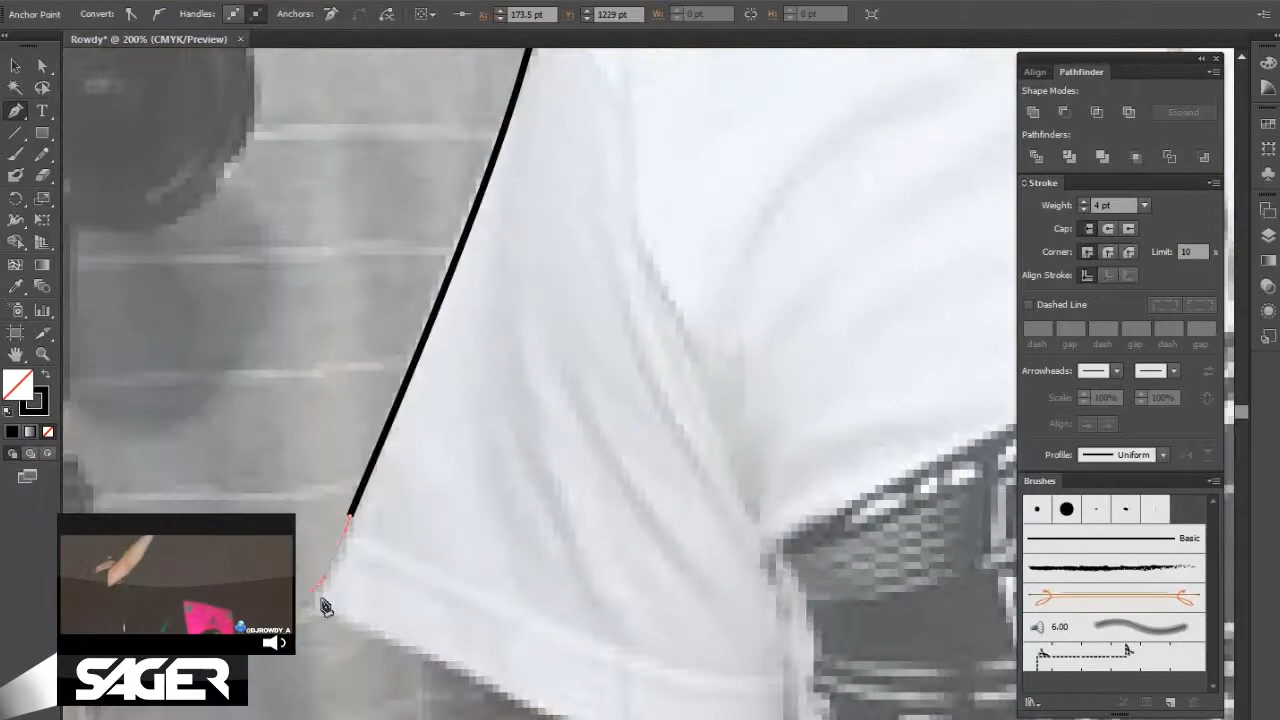 Anchor Point Convert: Handles: Anchors: X: 173.5 pt Y: 1229 pt W: 0 pt H: 0 pt
Rowdy* @ 200% (CMYK/Preview) ×
Align Pathfinder
Shape Modes:
Expand
Pathfinders:
Stroke
Weight: 4 pt
Cap:
Corner: Limit: 10 x
Align Stroke:
Dashed Line
dash gap dash gap dash gap
Arrowheads:
Scale: 100% 100%
Align:
Profile: Uniform
Brushes
Basic
6.00
@DJROWDY_A
SAGER